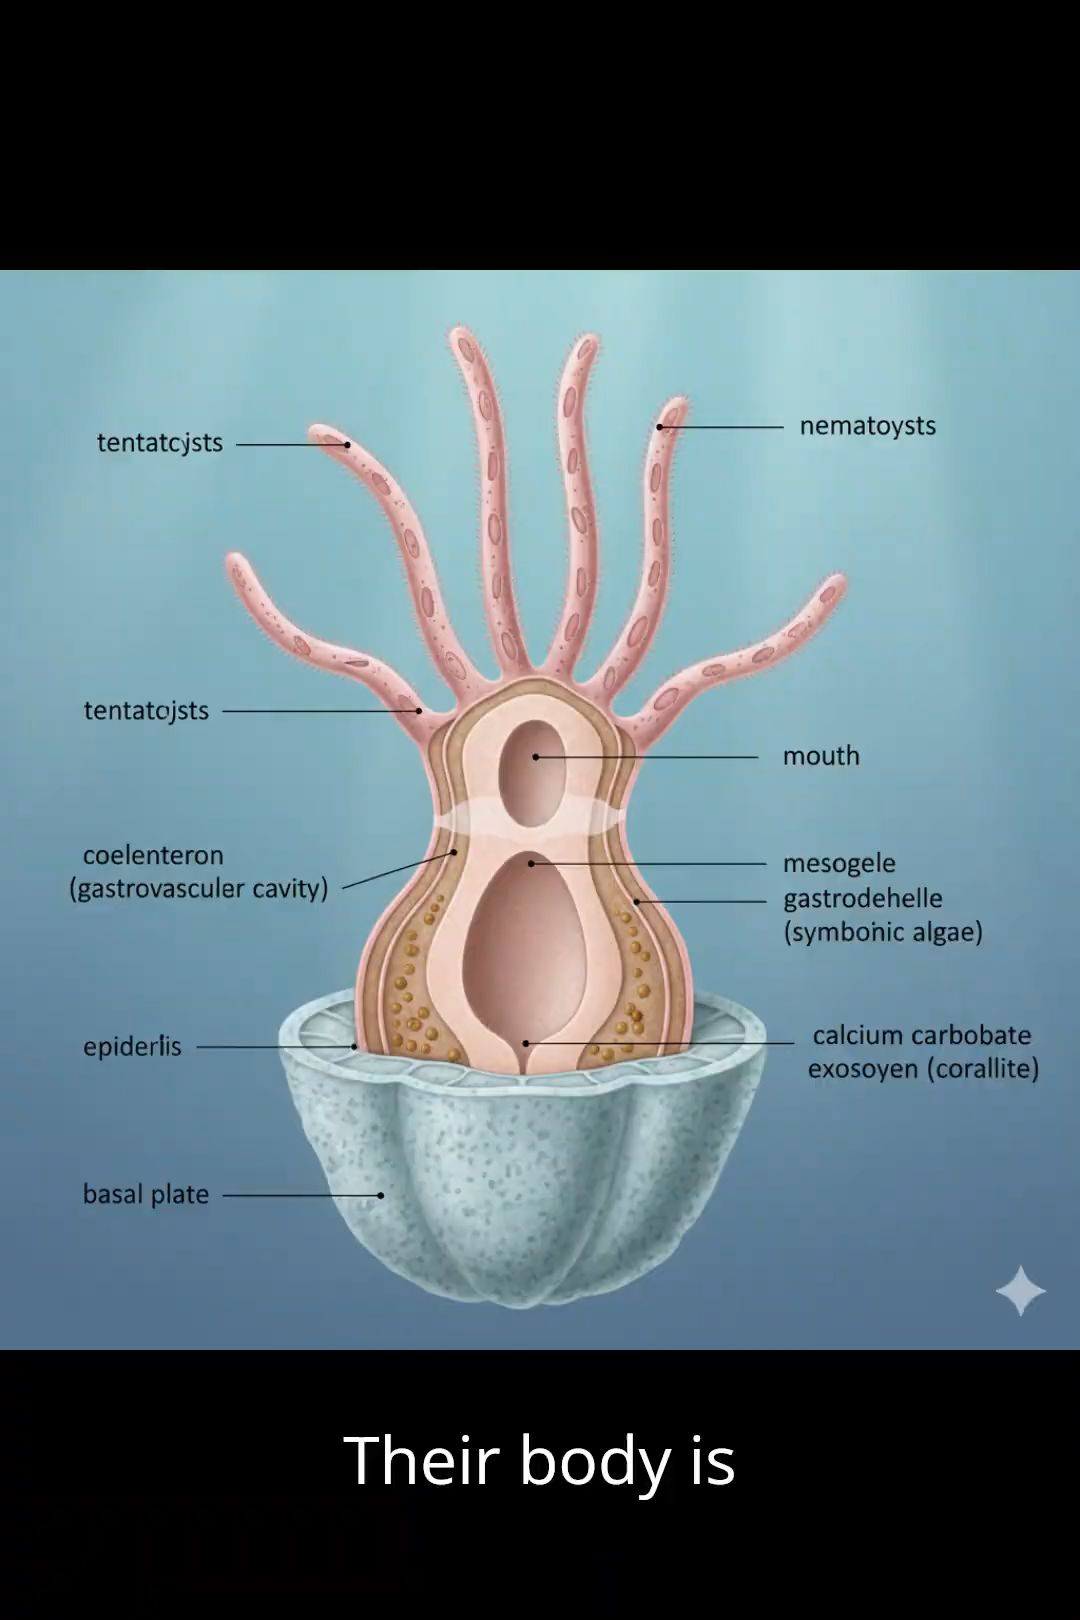 tentatcjsts
nematoysts
tentatojsts
mouth
coelenteron
(gastrovasculer cavity)
mesogele
gastrodehelle
(symbohic algae)
epiderlis
calcium carbobate
exosoyen (corallite)
basal plate
Their body is